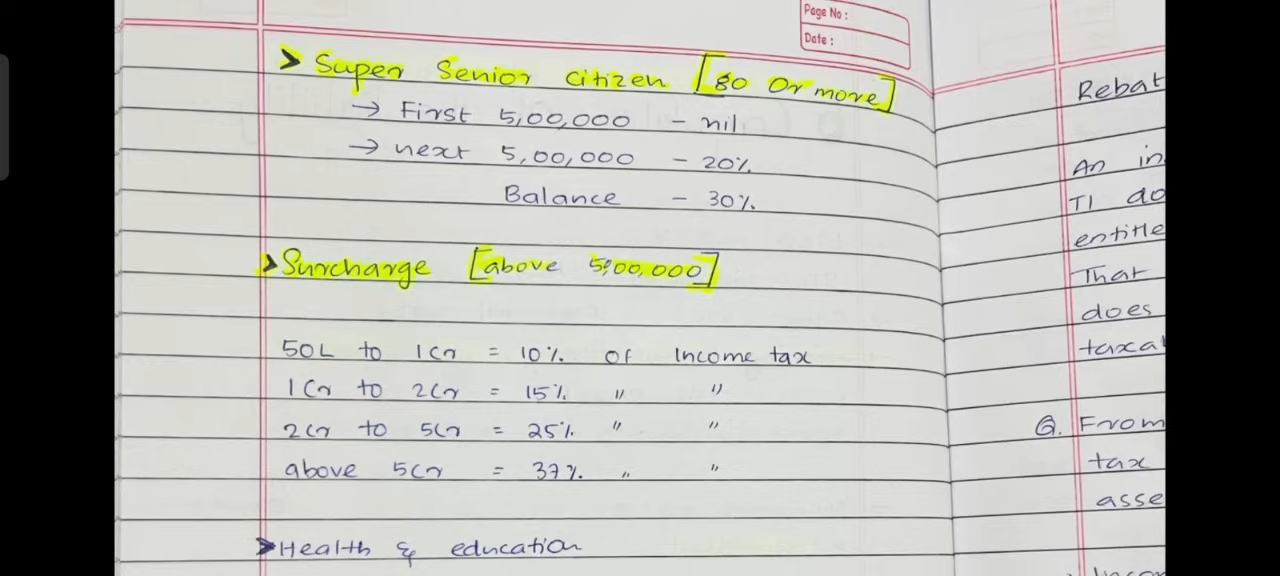 Page No :
Date :
> Super Senior citizen [80 Or more]
→ First 5,00,000 - nil
→ next 5,00,000 - 20%
Balance - 30%
> Surcharge [above 5,00,000]
50L to 1Cr = 10% of Income tax
1Cr to 2Cr = 15% " "
2Cr to 5Cr = 25% " "
above 5Cr = 37% " "
> Health & education
Rebat
An in
TI do
entitle
That
does
taxa
Q. From
tax
asse